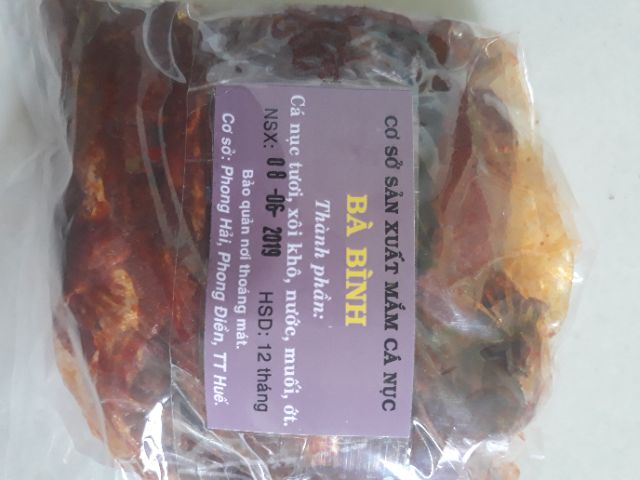 CƠ SỞ SẢN XUẤT MẮM CÁ NỤC
BÀ BÌNH
Thành phần:
Cá nục tươi, xôi khô, nước, muối, ớt.
NSX: 08 -06- 2019 HSD: 12 tháng
Bảo quản nơi thoáng mát.
Cơ sở: Phong Hải, Phong Điền, TT Huế.